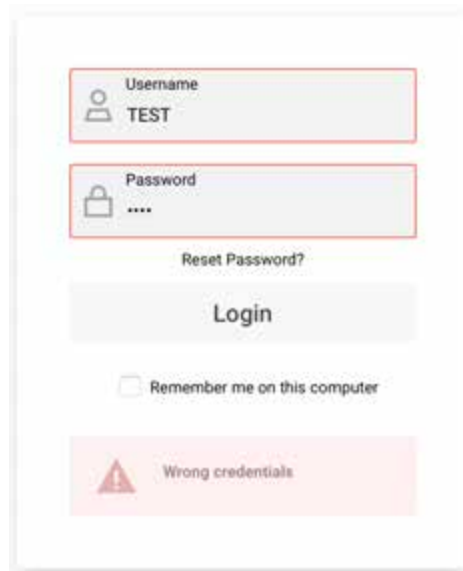 Username
TEST
Password
••••
Reset Password?
Login
Remember me on this computer
Wrong credentials